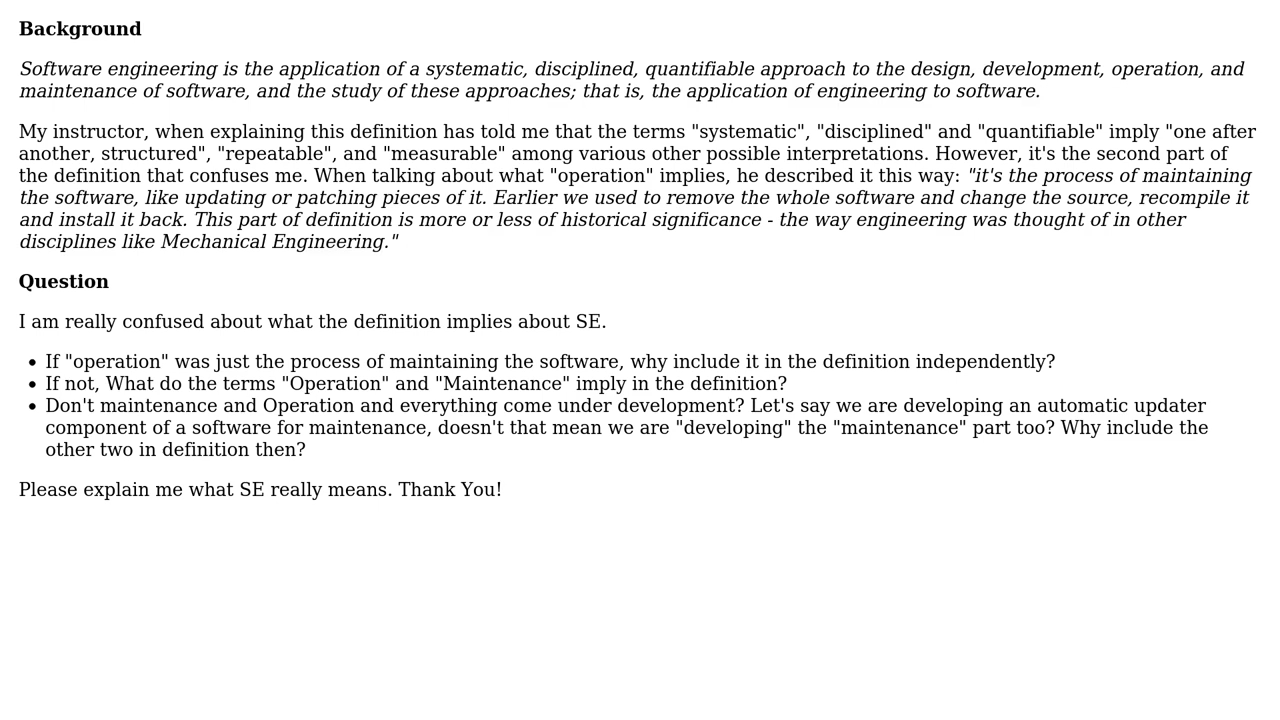 Background
Software engineering is the application of a systematic, disciplined, quantifiable approach to the design, development, operation, and
maintenance of software, and the study of these approaches; that is, the application of engineering to software.
My instructor, when explaining this definition has told me that the terms "systematic", "disciplined" and "quantifiable" imply "one after
another, structured", "repeatable", and "measurable" among various other possible interpretations. However, it's the second part of
the definition that confuses me. When talking about what "operation" implies, he described it this way: "it's the process of maintaining
the software, like updating or patching pieces of it. Earlier we used to remove the whole software and change the source, recompile it
and install it back. This part of definition is more or less of historical significance - the way engineering was thought of in other
disciplines like Mechanical Engineering."
Question
I am really confused about what the definition implies about SE.
• If "operation" was just the process of maintaining the software, why include it in the definition independently?
• If not, What do the terms "Operation" and "Maintenance" imply in the definition?
• Don't maintenance and Operation and everything come under development? Let's say we are developing an automatic updater
component of a software for maintenance, doesn't that mean we are "developing" the "maintenance" part too? Why include the
other two in definition then?
Please explain me what SE really means. Thank You!